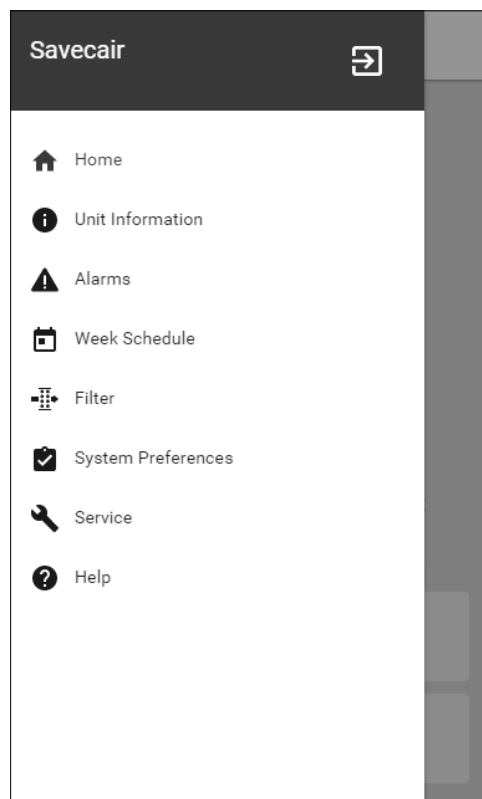 Savecair
Home
Unit Information
Alarms
Week Schedule
Filter
System Preferences
Service
Help